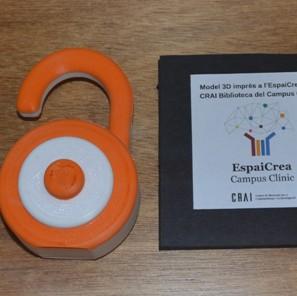 Model 3D imprès a l'EspaiCrea
CRAI Biblioteca del Campus
EspaiCrea
Campus Clínic
CRAI